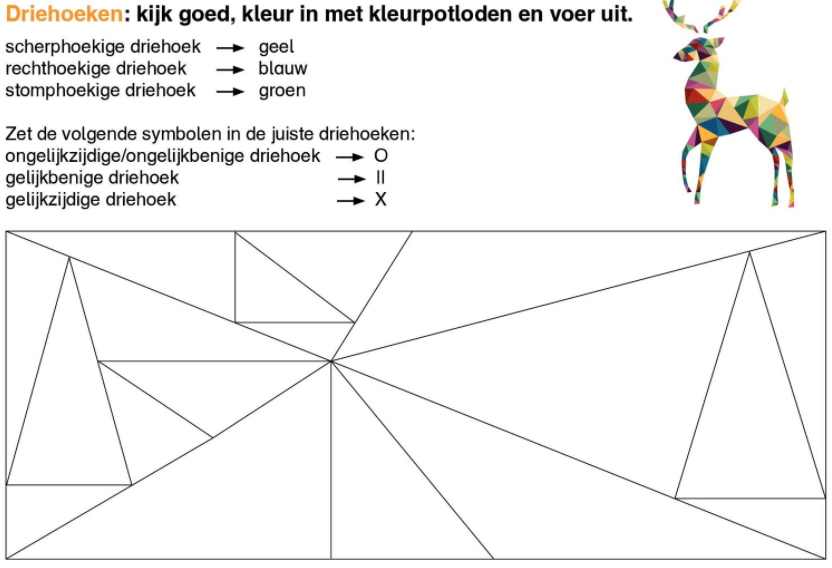 Driehoeken: kijk goed, kleur in met kleurpotloden en voer uit.
scherphoekige driehoek → geel
rechthoekige driehoek → blauw
stomphoekige driehoek → groen
Zet de volgende symbolen in de juiste driehoeken:
ongelijkzijdige/ongelijkbenige driehoek → O
gelijkbenige driehoek → II
gelijkzijdige driehoek → X